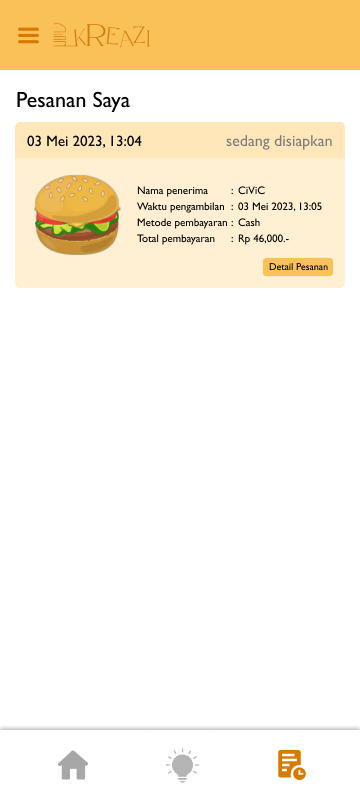 KREAZI
Pesanan Saya
03 Mei 2023, 13:04 sedang disiapkan
Nama penerima : CiViC
Waktu pengambilan : 03 Mei 2023, 13:05
Metode pembayaran : Cash
Total pembayaran : Rp 46,000.-
Detail Pesanan